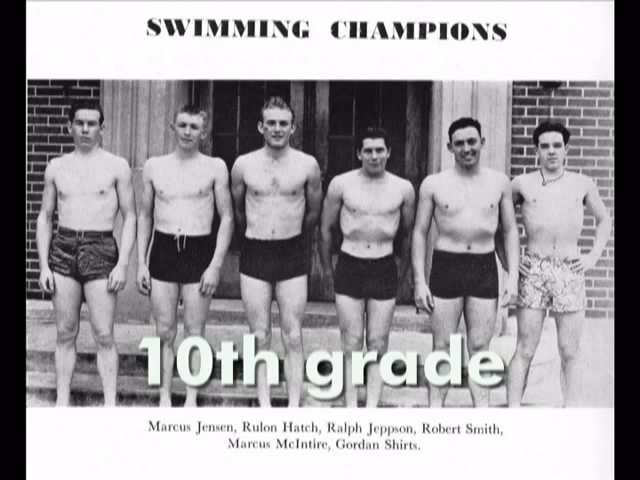 SWIMMING CHAMPIONS
10th grade
Marcus Jensen, Rulon Hatch, Ralph Jeppson, Robert Smith,
Marcus McIntire, Gordan Shirts.